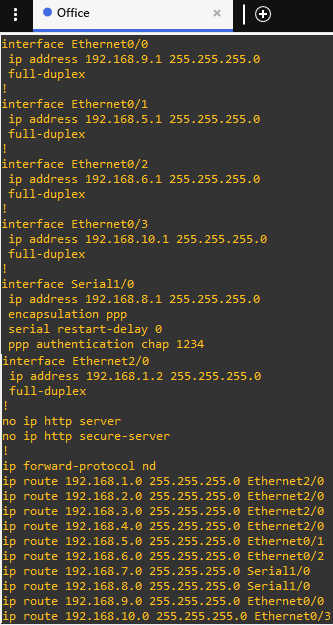 Office
interface Ethernet0/0
ip address 192.168.9.1 255.255.255.0
full-duplex
!
interface Ethernet0/1
ip address 192.168.5.1 255.255.255.0
full-duplex
!
interface Ethernet0/2
ip address 192.168.6.1 255.255.255.0
full-duplex
!
interface Ethernet0/3
ip address 192.168.10.1 255.255.255.0
full-duplex
!
interface Serial1/0
ip address 192.168.8.1 255.255.255.0
encapsulation ppp
serial restart-delay 0
ppp authentication chap 1234
interface Ethernet2/0
ip address 192.168.1.2 255.255.255.0
full-duplex
!
no ip http server
no ip http secure-server
!
ip forward-protocol nd
ip route 192.168.1.0 255.255.255.0 Ethernet2/0
ip route 192.168.2.0 255.255.255.0 Ethernet2/0
ip route 192.168.3.0 255.255.255.0 Ethernet2/0
ip route 192.168.4.0 255.255.255.0 Ethernet2/0
ip route 192.168.5.0 255.255.255.0 Ethernet0/1
ip route 192.168.6.0 255.255.255.0 Ethernet0/2
ip route 192.168.7.0 255.255.255.0 Serial1/0
ip route 192.168.8.0 255.255.255.0 Serial1/0
ip route 192.168.9.0 255.255.255.0 Ethernet0/0
ip route 192.168.10.0 255.255.255.0 Ethernet0/3